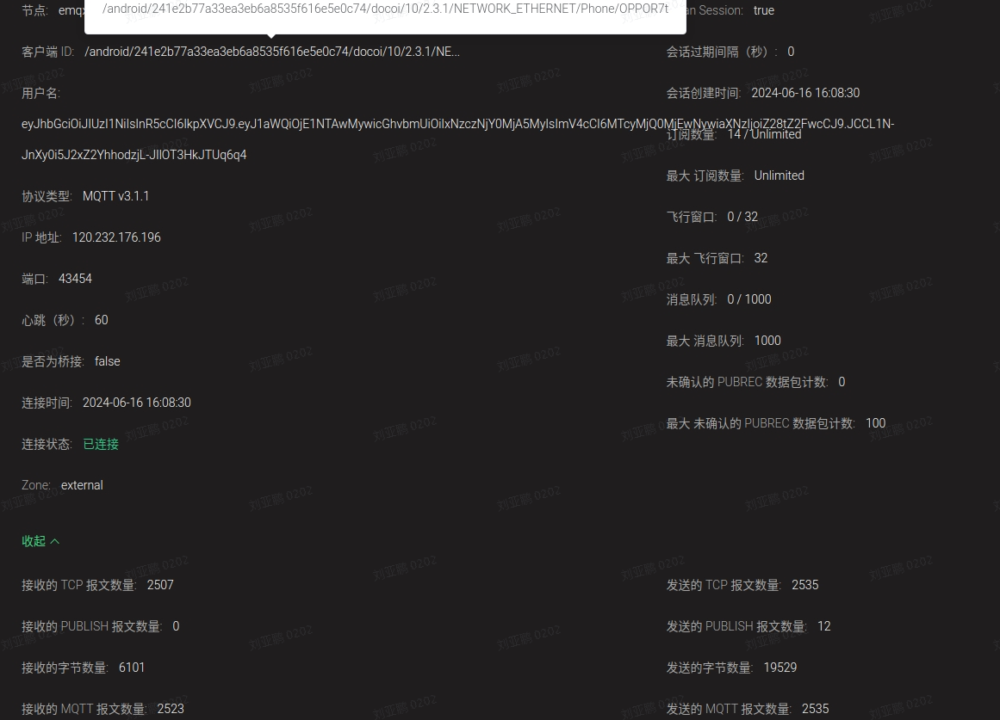 /android/241e2b77a33ea3eb6a8535f616e5e0c74/docoi/10/2.3.1/NETWORK_ETHERNET/Phone/OPPOR7t
节点:
an Session: true
客户端 ID: /android/241e2b77a33ea3eb6a8535f616e5e0c74/docoi/10/2.3.1/NE...
会话过期间隔（秒）: 0
用户名:
会话创建时间: 2024-06-16 16:08:30
订阅数量: 14 / Unlimited
最大 订阅数量: Unlimited
协议类型: MQTT v3.1.1
飞行窗口: 0 / 32
IP 地址: 120.232.176.196
最大 飞行窗口: 32
端口: 43454
消息队列: 0 / 1000
心跳（秒）: 60
最大 消息队列: 1000
是否为桥接: false
未确认的 PUBREC 数据包计数: 0
连接时间: 2024-06-16 16:08:30
最大 未确认的 PUBREC 数据包计数: 100
连接状态: 已连接
Zone: external
收起
接收的 TCP 报文数量: 2507
发送的 TCP 报文数量: 2535
接收的 PUBLISH 报文数量: 0
发送的 PUBLISH 报文数量: 12
接收的字节数量: 6101
发送的字节数量: 19529
接收的 MQTT 报文数量: 2523
发送的 MQTT 报文数量: 2535
刘亚鹏 0202